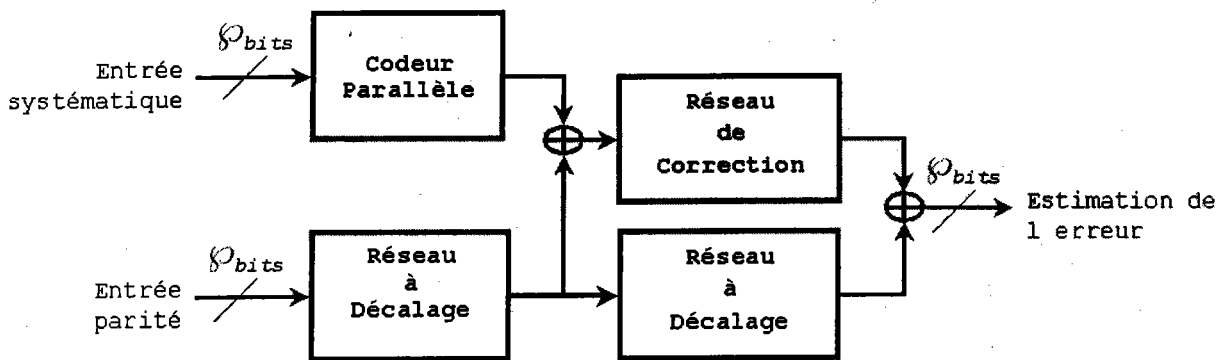 ℘bits
Entrée
systématique
Codeur
Parallèle
Réseau
de
Correction
℘bits
Estimation de
l erreur
℘bits
Entrée
parité
Réseau
à
Décalage
Réseau
à
Décalage